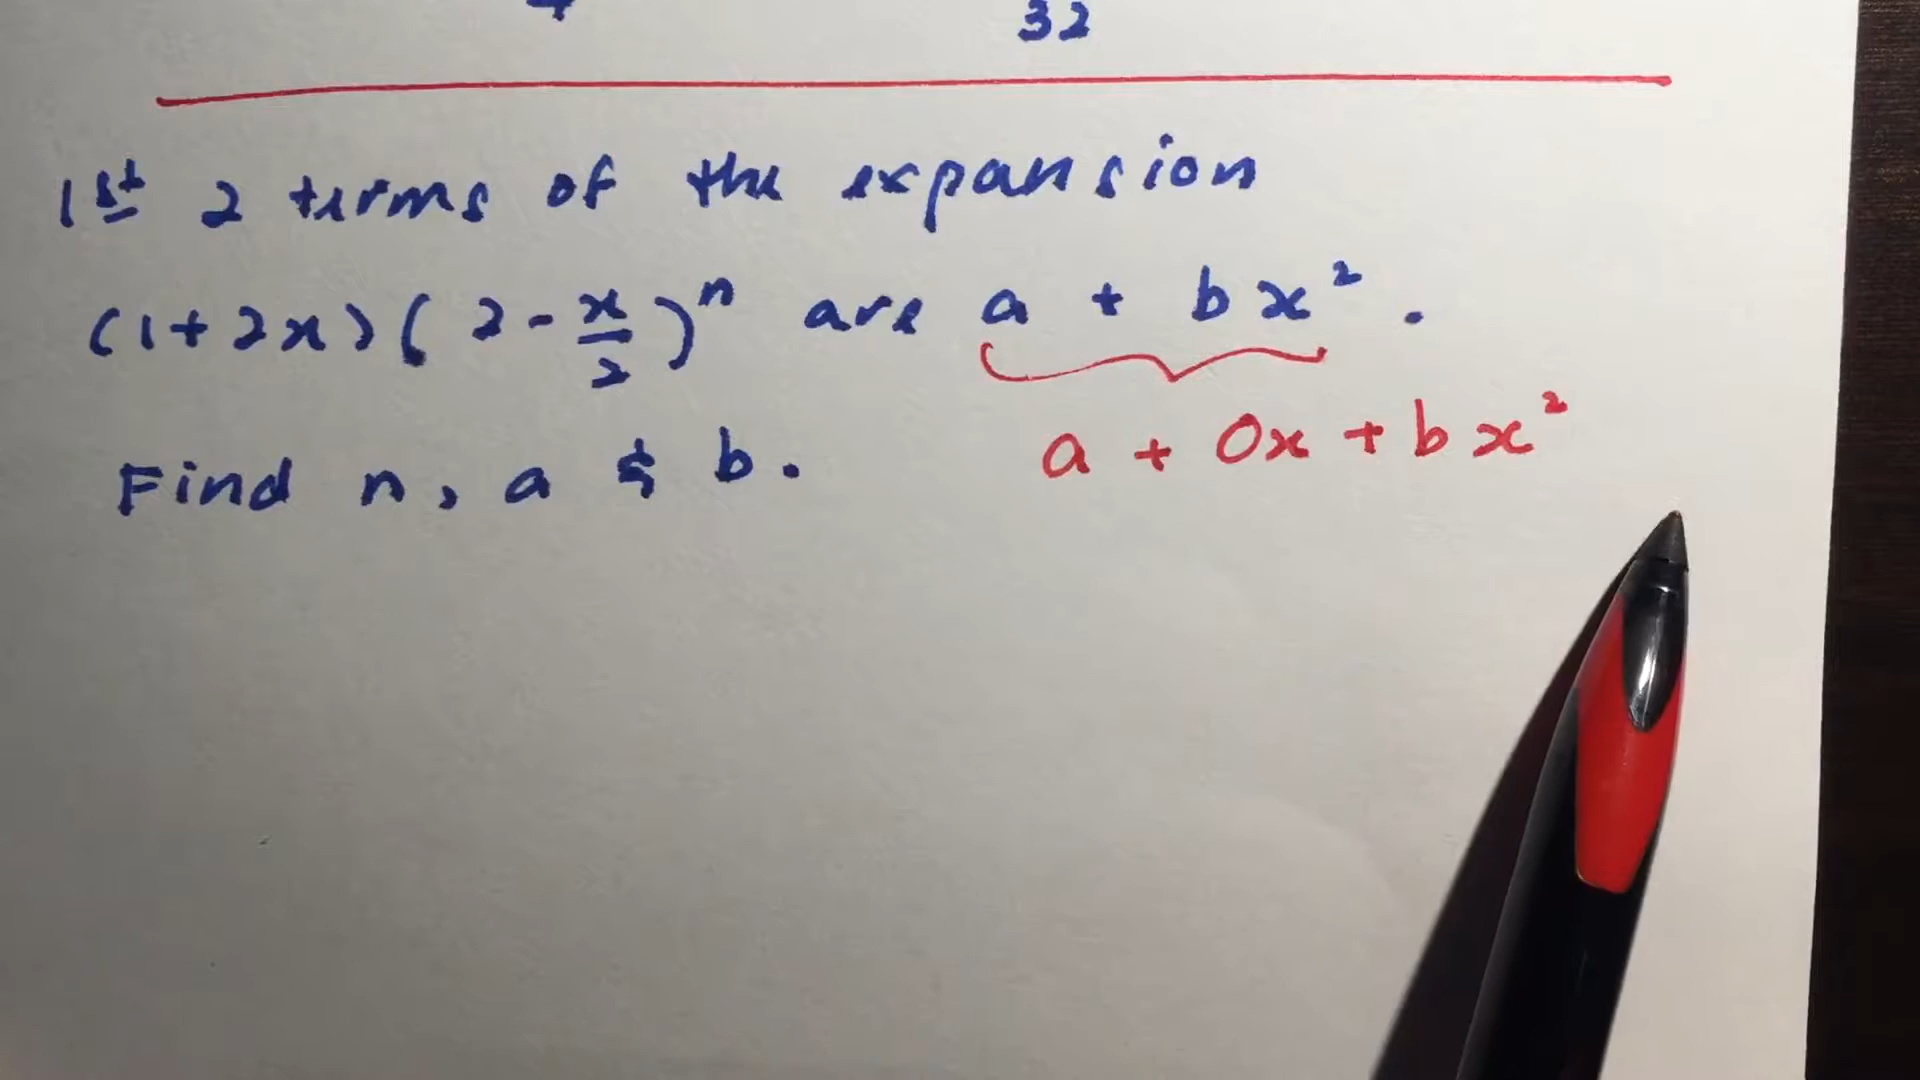 32
1st 2 terms of the expansion
(1+2x)(2-x/2)^n are a + bx².
Find n, a & b.
a + 0x + bx²